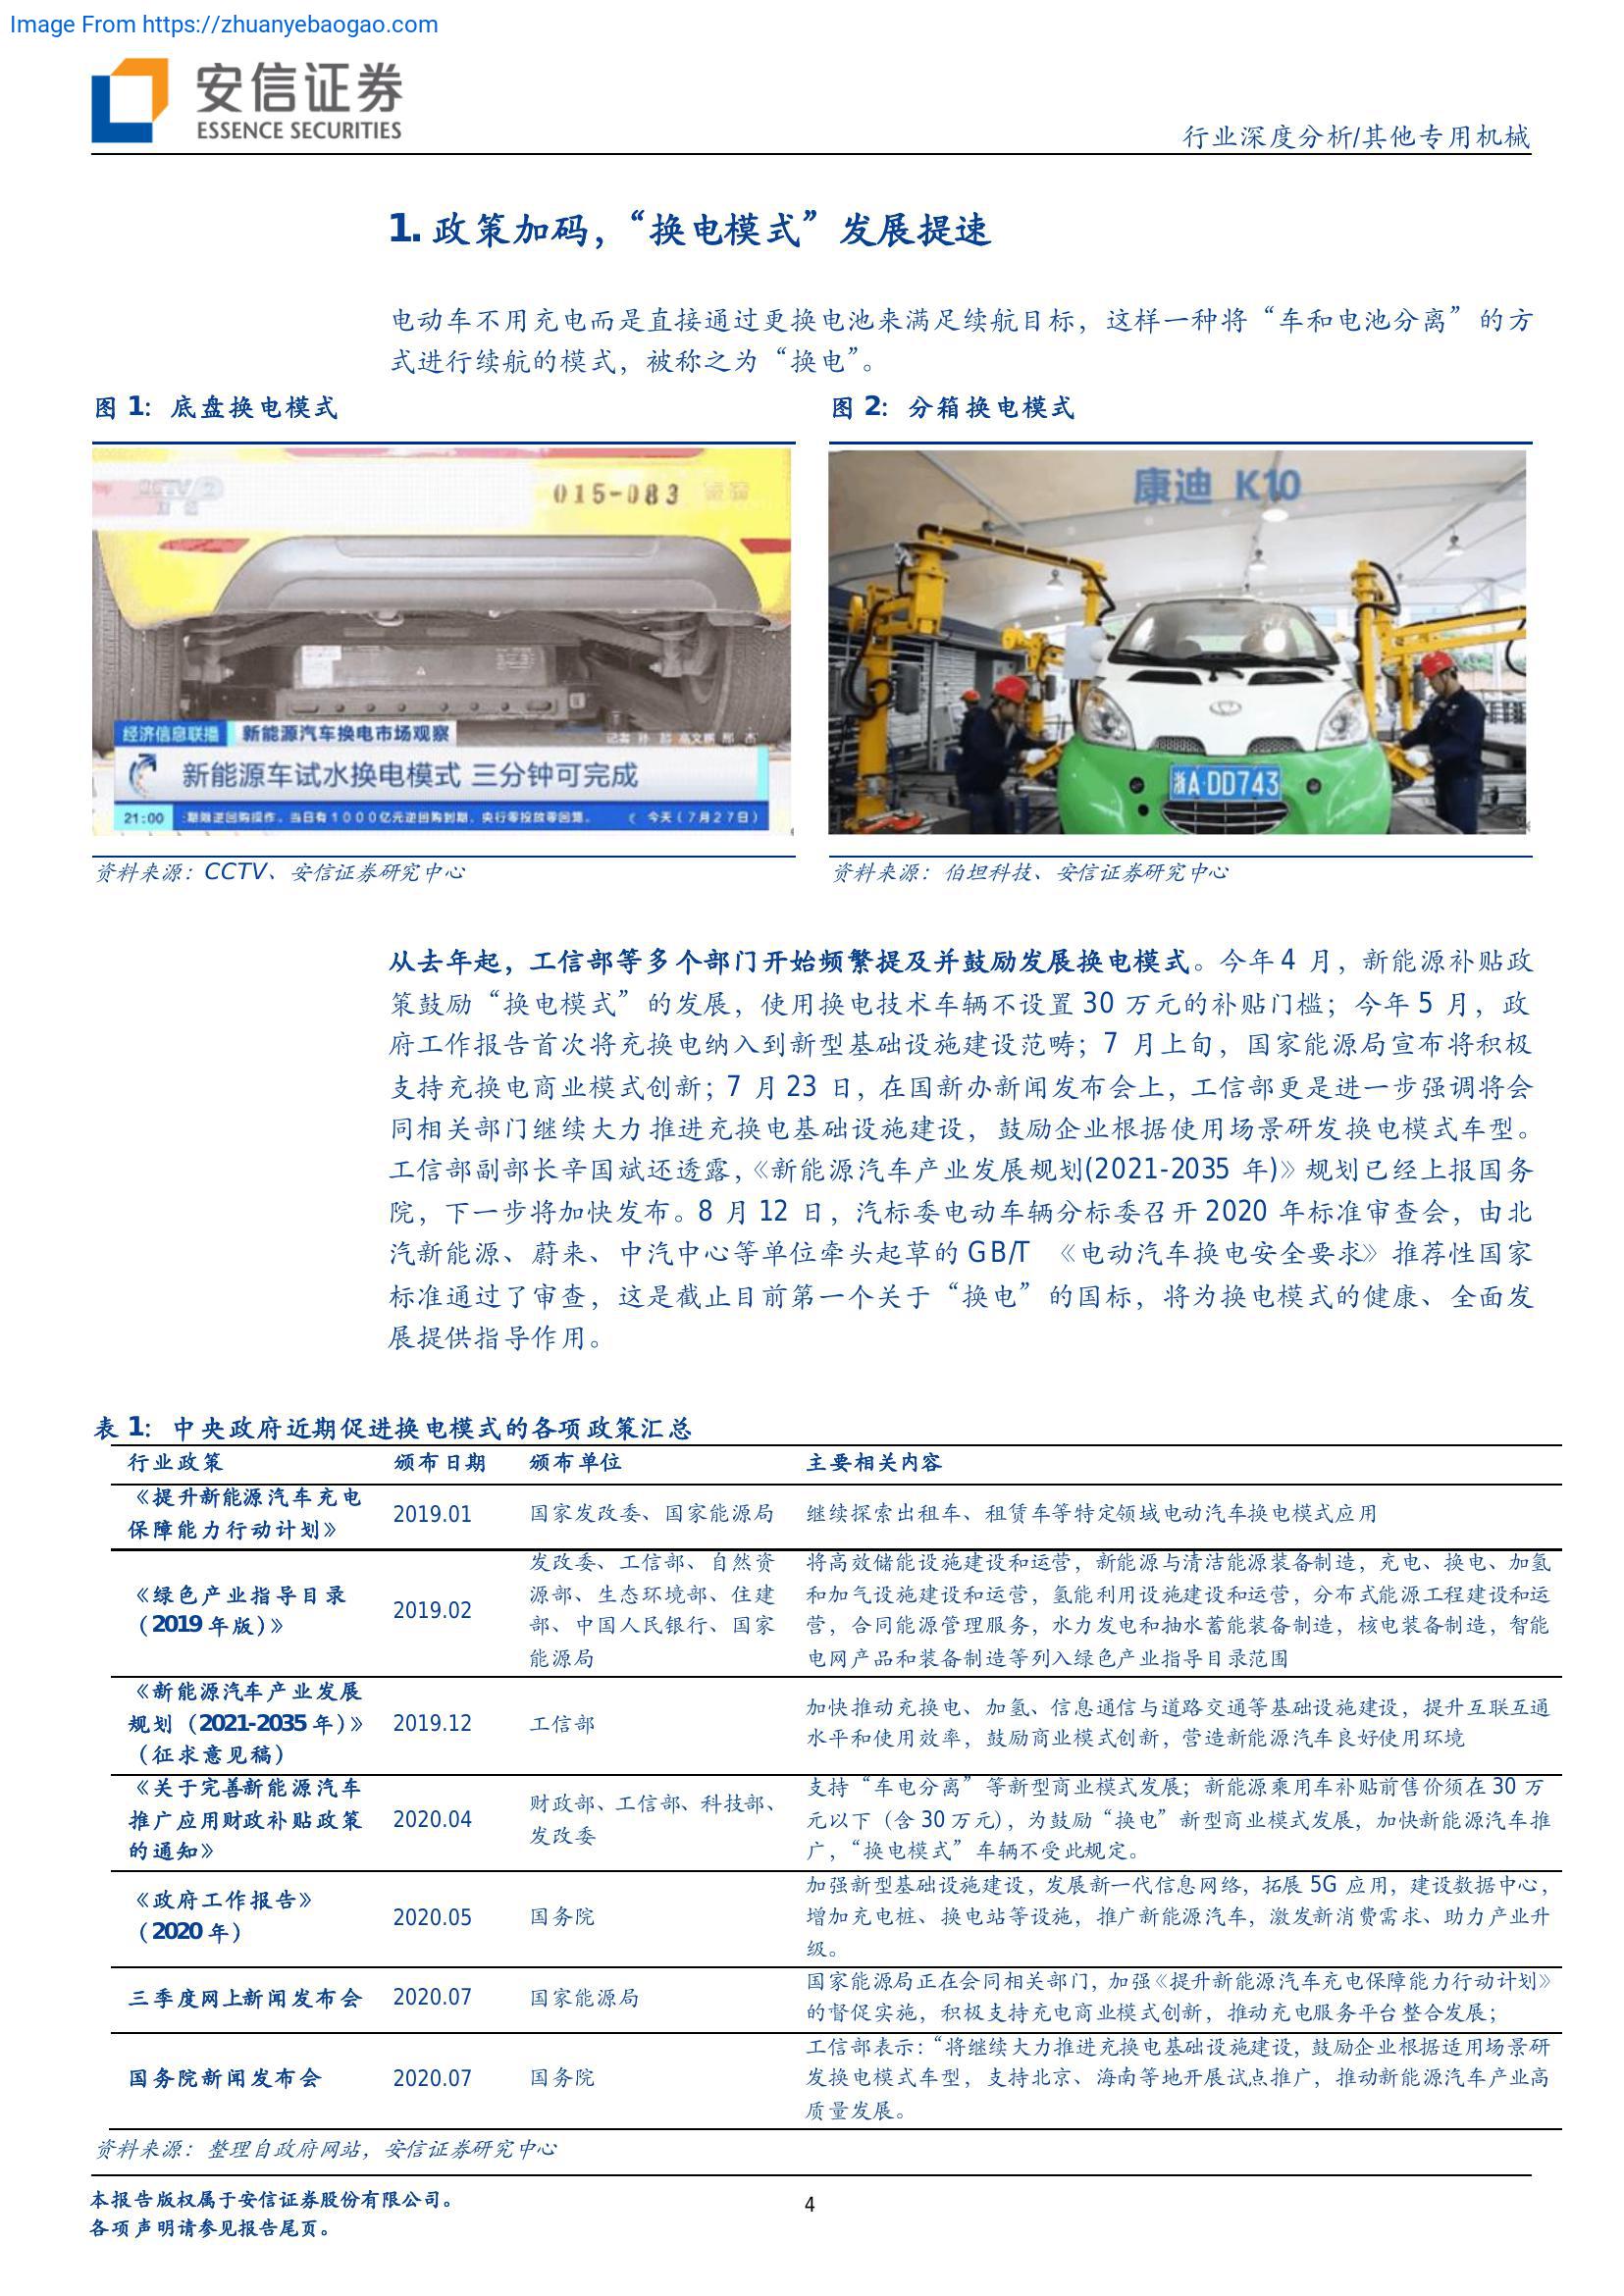 Image From https://zhuanyebaogao.com
安信证券
ESSENCE SECURITIES
行业深度分析/其他专用机械
1. 政策加码，“换电模式”发展提速
电动车不用充电而是直接通过更换电池来满足续航目标，这样一种将“车和电池分离”的方
式进行续航的模式，被称之为“换电”。
图 1：底盘换电模式
015-083
经济信息联播 新能源汽车换电市场观察
新能源车试水换电模式 三分钟可完成
21:00 期限逆回购操作。当日有1000亿元逆回购到期，央行零投放零回笼。 《 今天（7月27日）
资料来源：CCTV、安信证券研究中心
图 2：分箱换电模式
康迪 K10
浙A·DD743
资料来源：伯坦科技、安信证券研究中心
从去年起，工信部等多个部门开始频繁提及并鼓励发展换电模式。今年 4 月，新能源补贴政
策鼓励“换电模式”的发展，使用换电技术车辆不设置 30 万元的补贴门槛；今年 5 月，政
府工作报告首次将充换电纳入到新型基础设施建设范畴；7 月上旬，国家能源局宣布将积极
支持充换电商业模式创新；7 月 23 日，在国新办新闻发布会上，工信部更是进一步强调将会
同相关部门继续大力推进充换电基础设施建设，鼓励企业根据使用场景研发换电模式车型。
工信部副部长辛国斌还透露，《新能源汽车产业发展规划(2021-2035 年)》规划已经上报国务
院，下一步将加快发布。8 月 12 日，汽标委电动车辆分标委召开 2020 年标准审查会，由北
汽新能源、蔚来、中汽中心等单位牵头起草的 GB/T 《电动汽车换电安全要求》推荐性国家
标准通过了审查，这是截止目前第一个关于“换电”的国标，将为换电模式的健康、全面发
展提供指导作用。
表 1：中央政府近期促进换电模式的各项政策汇总
行业政策 颁布日期 颁布单位 主要相关内容
《提升新能源汽车充电
保障能力行动计划》
2019.01
国家发改委、国家能源局
继续探索出租车、租赁车等特定领域电动汽车换电模式应用
《绿色产业指导目录
（2019 年版）》
2019.02
发改委、工信部、自然资
源部、生态环境部、住建
部、中国人民银行、国家
能源局
将高效储能设施建设和运营，新能源与清洁能源装备制造，充电、换电、加氢
和加气设施建设和运营，氢能利用设施建设和运营，分布式能源工程建设和运
营，合同能源管理服务，水力发电和抽水蓄能装备制造，核电装备制造，智能
电网产品和装备制造等列入绿色产业指导目录范围
《新能源汽车产业发展
规划（2021-2035 年）》
（征求意见稿）
2019.12
工信部
加快推动充换电、加氢、信息通信与道路交通等基础设施建设，提升互联互通
水平和使用效率，鼓励商业模式创新，营造新能源汽车良好使用环境
《关于完善新能源汽车
推广应用财政补贴政策
的通知》
2020.04
财政部、工信部、科技部、
发改委
支持“车电分离”等新型商业模式发展；新能源乘用车补贴前售价须在 30 万
元以下（含 30 万元），为鼓励“换电”新型商业模式发展，加快新能源汽车推
广，“换电模式”车辆不受此规定。
《政府工作报告》
（2020 年）
2020.05
国务院
加强新型基础设施建设，发展新一代信息网络，拓展 5G 应用，建设数据中心，
增加充电桩、换电站等设施，推广新能源汽车，激发新消费需求、助力产业升
级。
三季度网上新闻发布会
2020.07
国家能源局
国家能源局正在会同相关部门，加强《提升新能源汽车充电保障能力行动计划》
的督促实施，积极支持充电商业模式创新，推动充电服务平台整合发展；
国务院新闻发布会
2020.07
国务院
工信部表示：“将继续大力推进充换电基础设施建设，鼓励企业根据适用场景研
发换电模式车型，支持北京、海南等地开展试点推广，推动新能源汽车产业高
质量发展。
资料来源：整理自政府网站，安信证券研究中心
本报告版权属于安信证券股份有限公司。
各项声明请参见报告尾页。
4